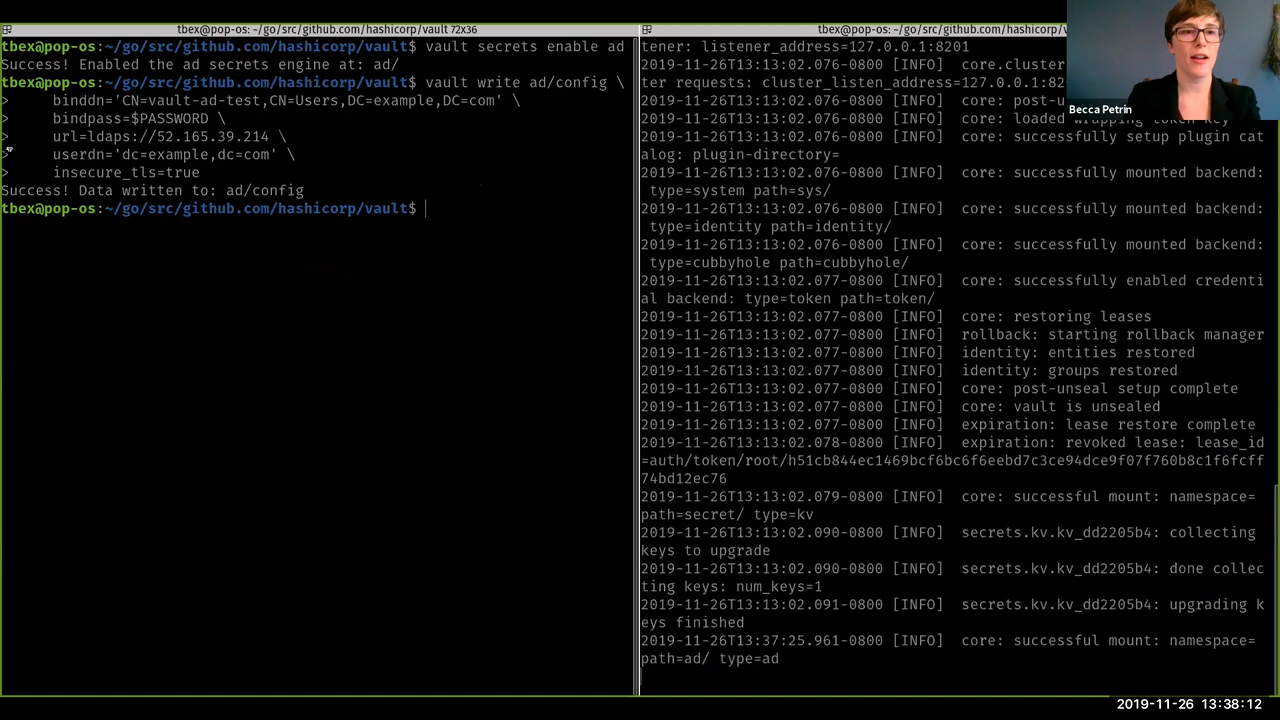 tbex@pop-os: ~/go/src/github.com/hashicorp/vault 72x36
tbex@pop-os:~/go/src/github.com/hashicorp/vault$ vault secrets enable ad
Success! Enabled the ad secrets engine at: ad/
tbex@pop-os:~/go/src/github.com/hashicorp/vault$ vault write ad/config \
>     binddn='CN=vault-ad-test,CN=Users,DC=example,DC=com' \
>     bindpass=$PASSWORD \
>     url=ldaps://52.165.39.214 \
>     userdn='dc=example,dc=com' \
>     insecure_tls=true
Success! Data written to: ad/config
tbex@pop-os:~/go/src/github.com/hashicorp/vault$
tbex@pop-os: ~/go/src/github.com/hashicorp/
tener: listener_address=127.0.0.1:8201
2019-11-26T13:13:02.076-0800 [INFO]  core.cluster
ter requests: cluster_listen_address=127.0.0.1:82
2019-11-26T13:13:02.076-0800 [INFO]  core: post-u
2019-11-26T13:13:02.076-0800 [INFO]  core: loaded wrapping token key
2019-11-26T13:13:02.076-0800 [INFO]  core: successfully setup plugin cat
alog: plugin-directory=
2019-11-26T13:13:02.076-0800 [INFO]  core: successfully mounted backend:
 type=system path=sys/
2019-11-26T13:13:02.076-0800 [INFO]  core: successfully mounted backend:
 type=identity path=identity/
2019-11-26T13:13:02.076-0800 [INFO]  core: successfully mounted backend:
 type=cubbyhole path=cubbyhole/
2019-11-26T13:13:02.077-0800 [INFO]  core: successfully enabled credenti
al backend: type=token path=token/
2019-11-26T13:13:02.077-0800 [INFO]  core: restoring leases
2019-11-26T13:13:02.077-0800 [INFO]  rollback: starting rollback manager
2019-11-26T13:13:02.077-0800 [INFO]  identity: entities restored
2019-11-26T13:13:02.077-0800 [INFO]  identity: groups restored
2019-11-26T13:13:02.077-0800 [INFO]  core: post-unseal setup complete
2019-11-26T13:13:02.077-0800 [INFO]  core: vault is unsealed
2019-11-26T13:13:02.077-0800 [INFO]  expiration: lease restore complete
2019-11-26T13:13:02.078-0800 [INFO]  expiration: revoked lease: lease_id
=auth/token/root/h51cb844ec1469bcf6bc6f6eebd7c3ce94dce9f07f760b8c1f6fcff
74bd12ec76
2019-11-26T13:13:02.079-0800 [INFO]  core: successful mount: namespace=
path=secret/ type=kv
2019-11-26T13:13:02.090-0800 [INFO]  secrets.kv.kv_dd2205b4: collecting
keys to upgrade
2019-11-26T13:13:02.090-0800 [INFO]  secrets.kv.kv_dd2205b4: done collec
ting keys: num_keys=1
2019-11-26T13:13:02.091-0800 [INFO]  secrets.kv.kv_dd2205b4: upgrading k
eys finished
2019-11-26T13:37:25.961-0800 [INFO]  core: successful mount: namespace=
path=ad/ type=ad
Becca Petrin
2019-11-26 13:38:12